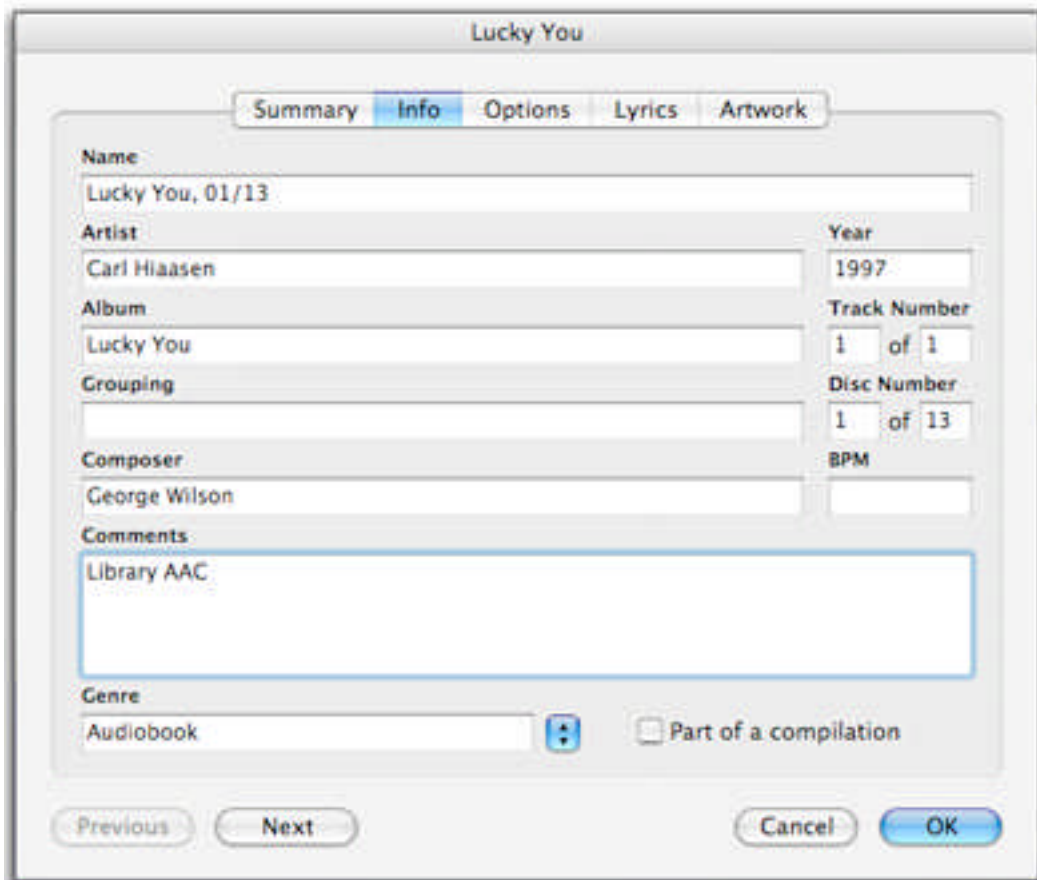 Lucky You
Summary Info Options Lyrics Artwork
Name
Lucky You, 01/13
Artist Year
Carl Hiaasen 1997
Album Track Number
Lucky You 1 of 1
Grouping Disc Number
1 of 13
Composer BPM
George Wilson
Comments
Library AAC
Genre
Audiobook Part of a compilation
Previous Next Cancel OK